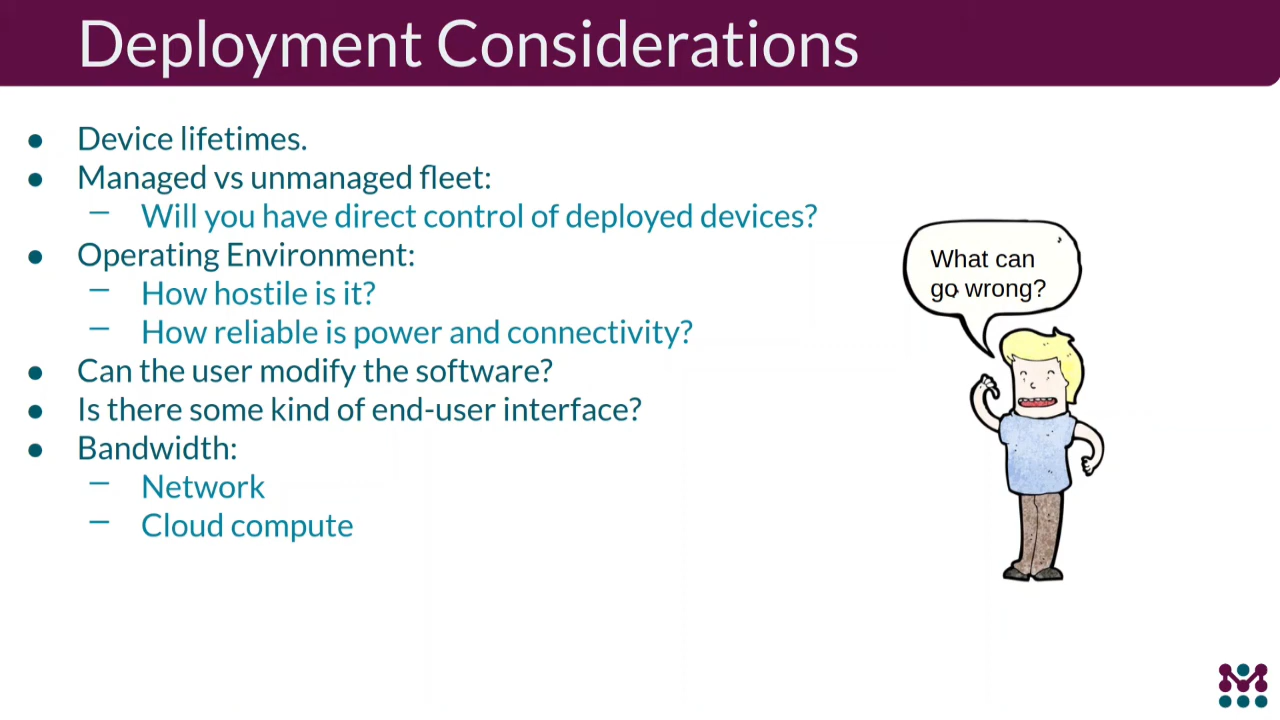 Deployment Considerations
● Device lifetimes.
● Managed vs unmanaged fleet:
– Will you have direct control of deployed devices?
● Operating Environment:
– How hostile is it?
– How reliable is power and connectivity?
● Can the user modify the software?
● Is there some kind of end-user interface?
● Bandwidth:
– Network
– Cloud compute
What can
go wrong?